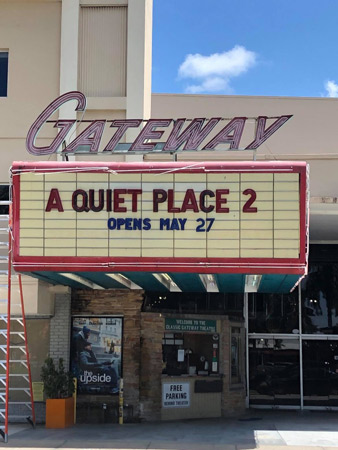 GATEWAY
A QUIET PLACE 2
OPENS MAY 27
WELCOME TO THE
CLASSIC GATEWAY THEATRE
the
upside
FREE
PARKING